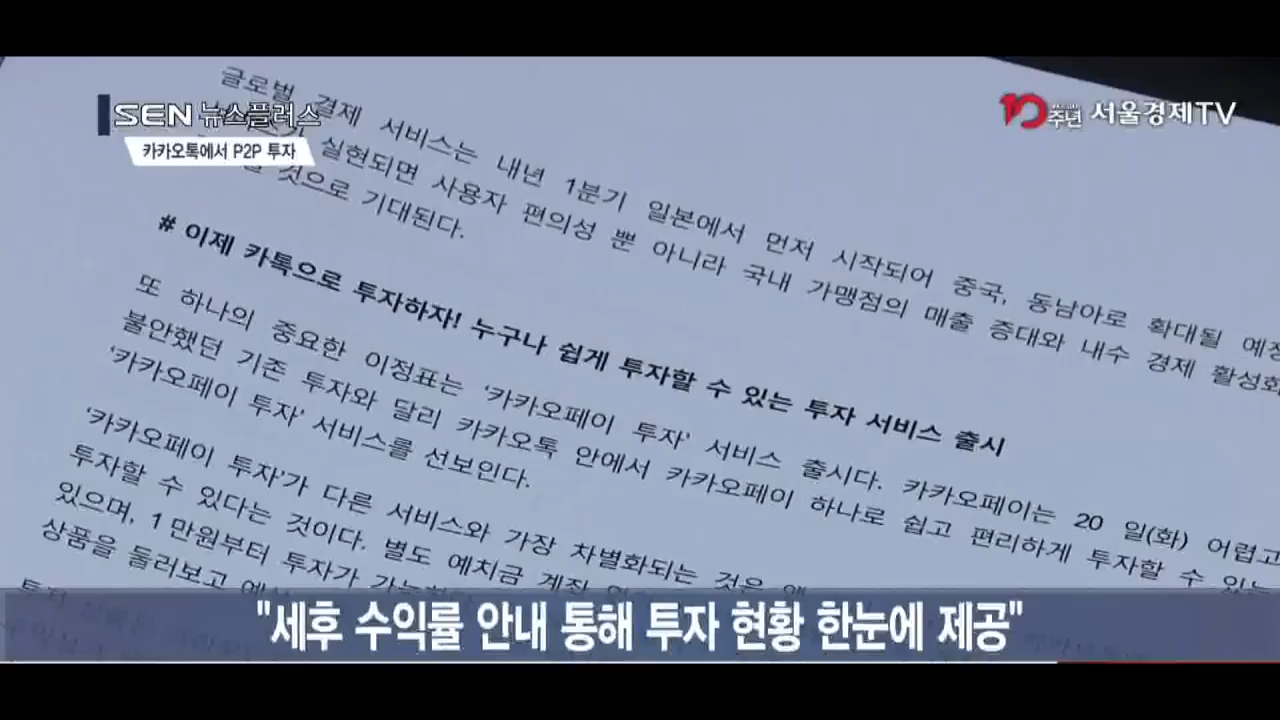 SEN 뉴스플러스
카카오톡에서 P2P 투자
10주년 서울경제TV
글로벌 결제 서비스는 내년 1분기 일본에서 먼저 시작되어 중국, 동남아로 확대될 예정
실현되면 사용자 편의성 뿐 아니라 국내 가맹점의 매출 증대와 내수 경제 활성화
것으로 기대된다.
# 이제 카톡으로 투자하자! 누구나 쉽게 투자할 수 있는 투자 서비스 출시
또 하나의 중요한 이정표는 ‘카카오페이 투자’ 서비스 출시다. 카카오페이는 20 일(화) 어렵고
불안했던 기존 투자와 달리 카카오톡 안에서 카카오페이 하나로 쉽고 편리하게 투자할 수 있는
‘카카오페이 투자’ 서비스를 선보인다.
‘카카오페이 투자’가 다른 서비스와 가장 차별화되는 것은
투자할 수 있다는 것이다. 별도 예치금 계좌
있으며, 1 만원부터 투자가
상품을 둘러보고
"세후 수익률 안내 통해 투자 현황 한눈에 제공"